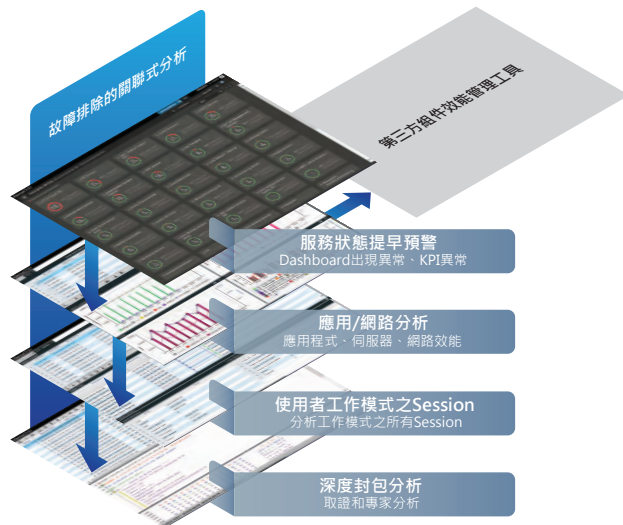 故障排除的關聯式分析
第三方組件效能管理工具
服務狀態提早預警
Dashboard出現異常、KPI異常
應用/網路分析
應用程式、伺服器、網路效能
使用者工作模式之Session
分析工作模式之所有Session
深度封包分析
取證和專家分析